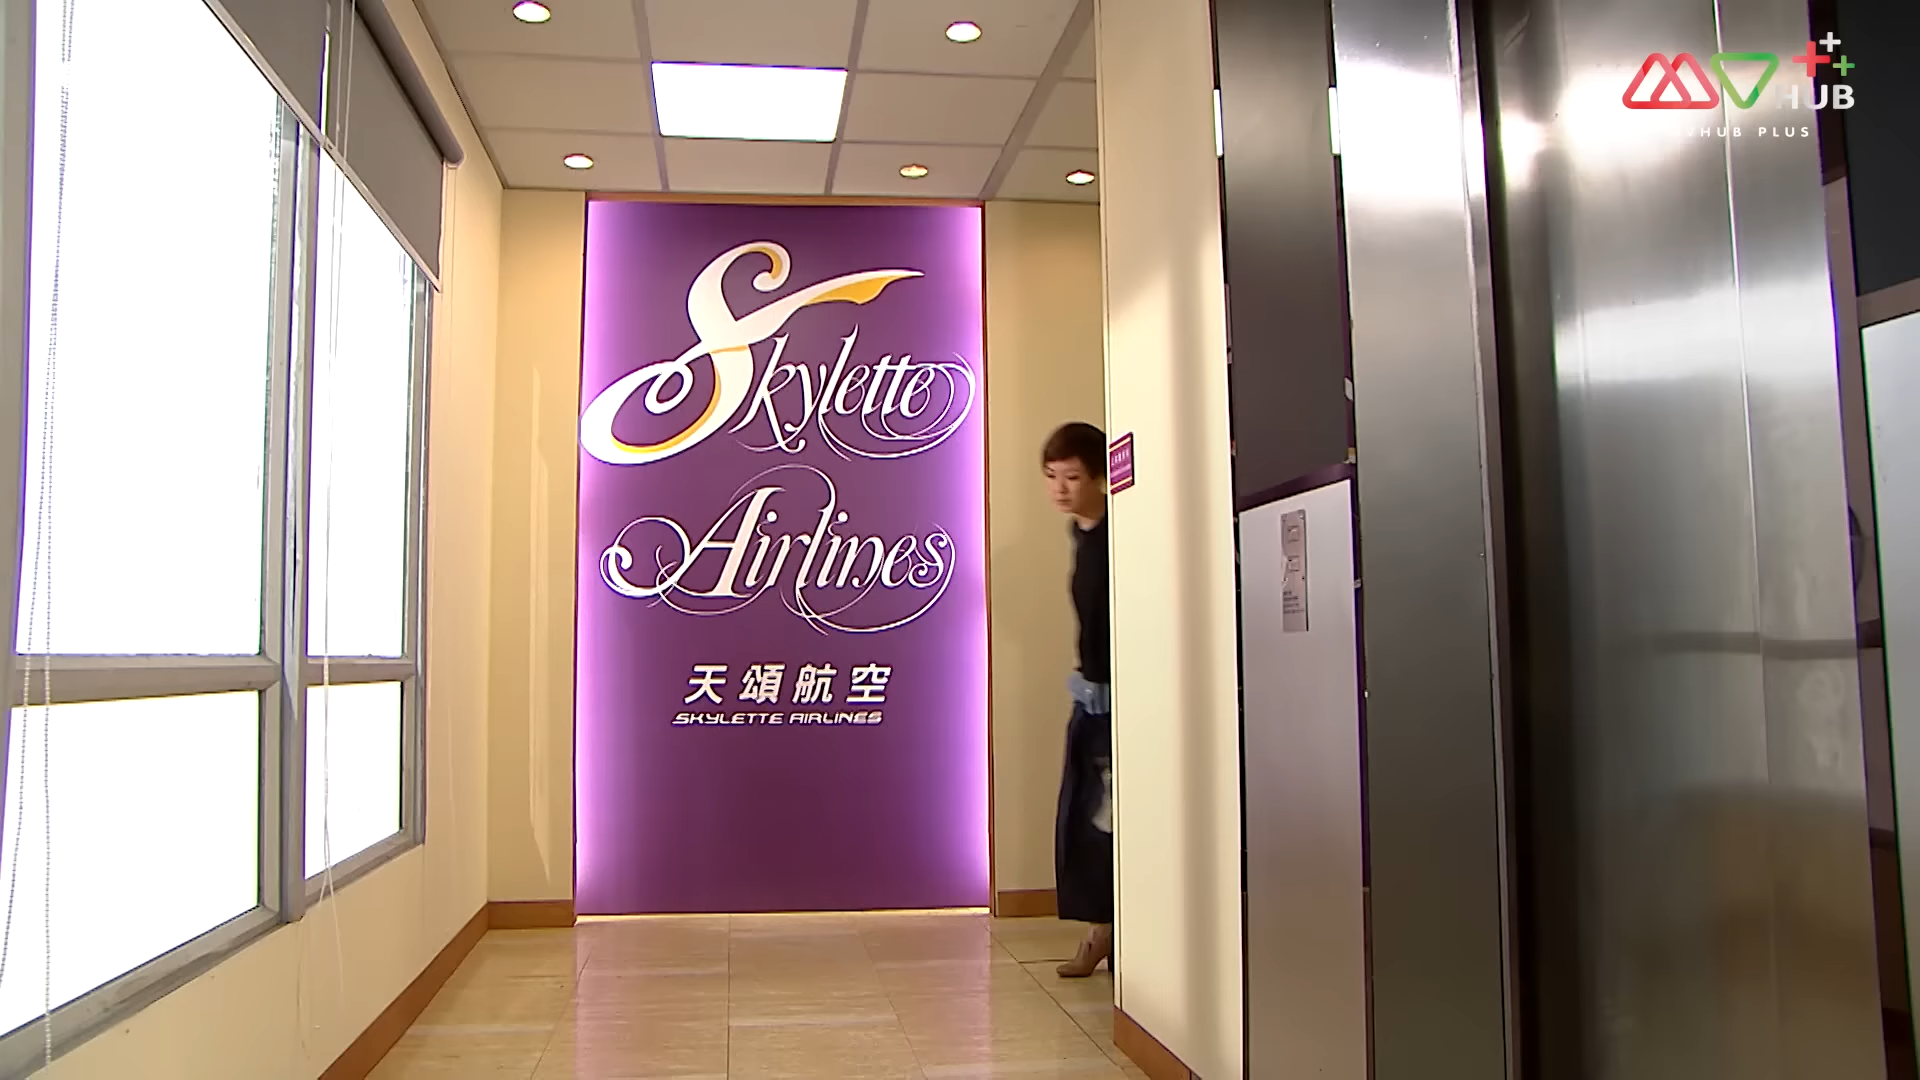 Skylette
Airlines
天頌航空
SKYLETTE AIRLINES
HUB
VHUB PLUS